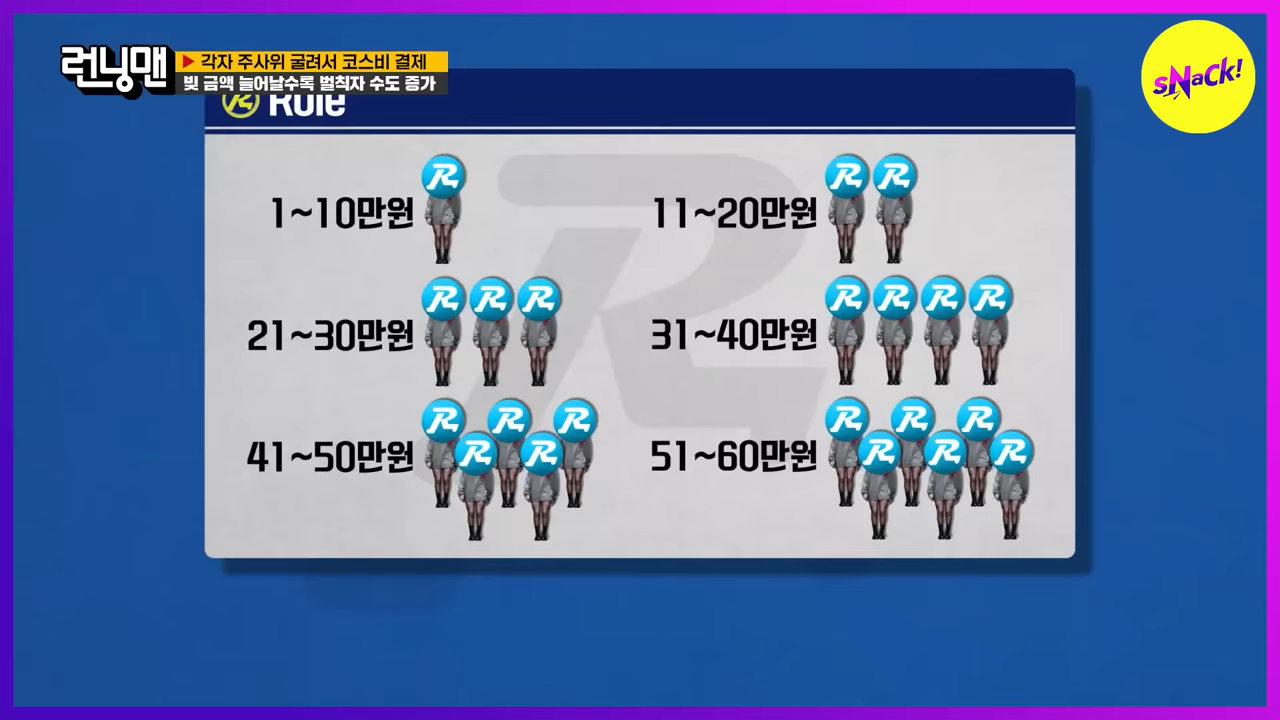 런닝맨
▶ 각자 주사위 굴려서 코스비 결제
빚 금액 늘어날수록 벌칙자 수도 증가
sNaCK!
R Rule
1~10만원 R
11~20만원 R R
21~30만원 R R R
31~40만원 R R R R
41~50만원 R R R R R
51~60만원 R R R R R R